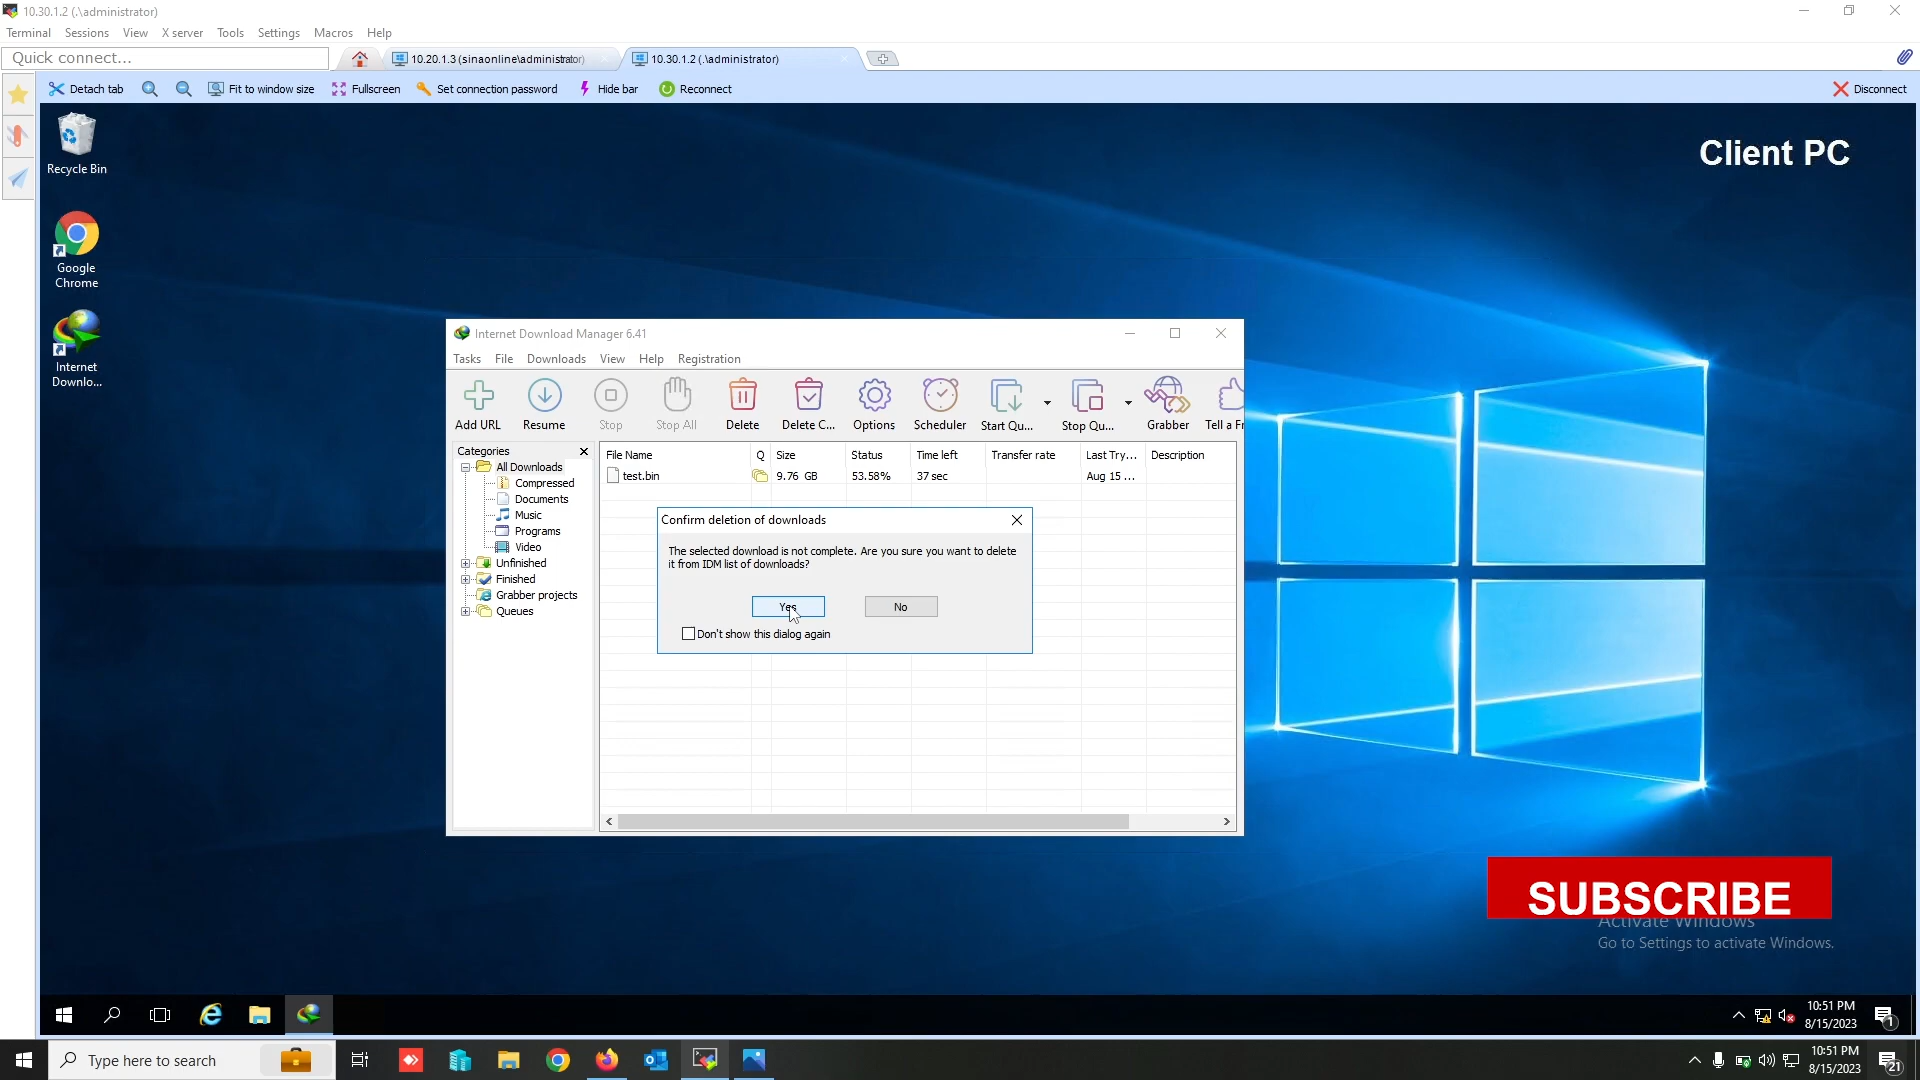 10.30.1.2 (.\administrator)
Terminal Sessions View X server Tools Settings Macros Help
Quick connect...
10.20.1.3 (sinaonline\administrator)
10.30.1.2 (.\administrator)
Detach tab Fit to window size Fullscreen Set connection password Hide bar Reconnect Disconnect
Recycle Bin
Client PC
Google
Chrome
Internet
Downlo...
Internet Download Manager 6.41
Tasks File Downloads View Help Registration
Add URL Resume Stop Stop All Delete Delete C... Options Scheduler Start Qu... Stop Qu... Grabber Tell a Fr
Categories
All Downloads
Compressed
Documents
Music
Programs
Video
Unfinished
Finished
Grabber projects
Queues
File Name Q Size Status Time left Transfer rate Last Try... Description
test.bin 9.76 GB 53.58% 37 sec Aug 15 ...
Confirm deletion of downloads
The selected download is not complete. Are you sure you want to delete
it from IDM list of downloads?
Yes No
Don't show this dialog again
SUBSCRIBE
Activate Windows
Go to Settings to activate Windows.
10:51 PM
8/15/2023
1
Type here to search
10:51 PM
8/15/2023
21